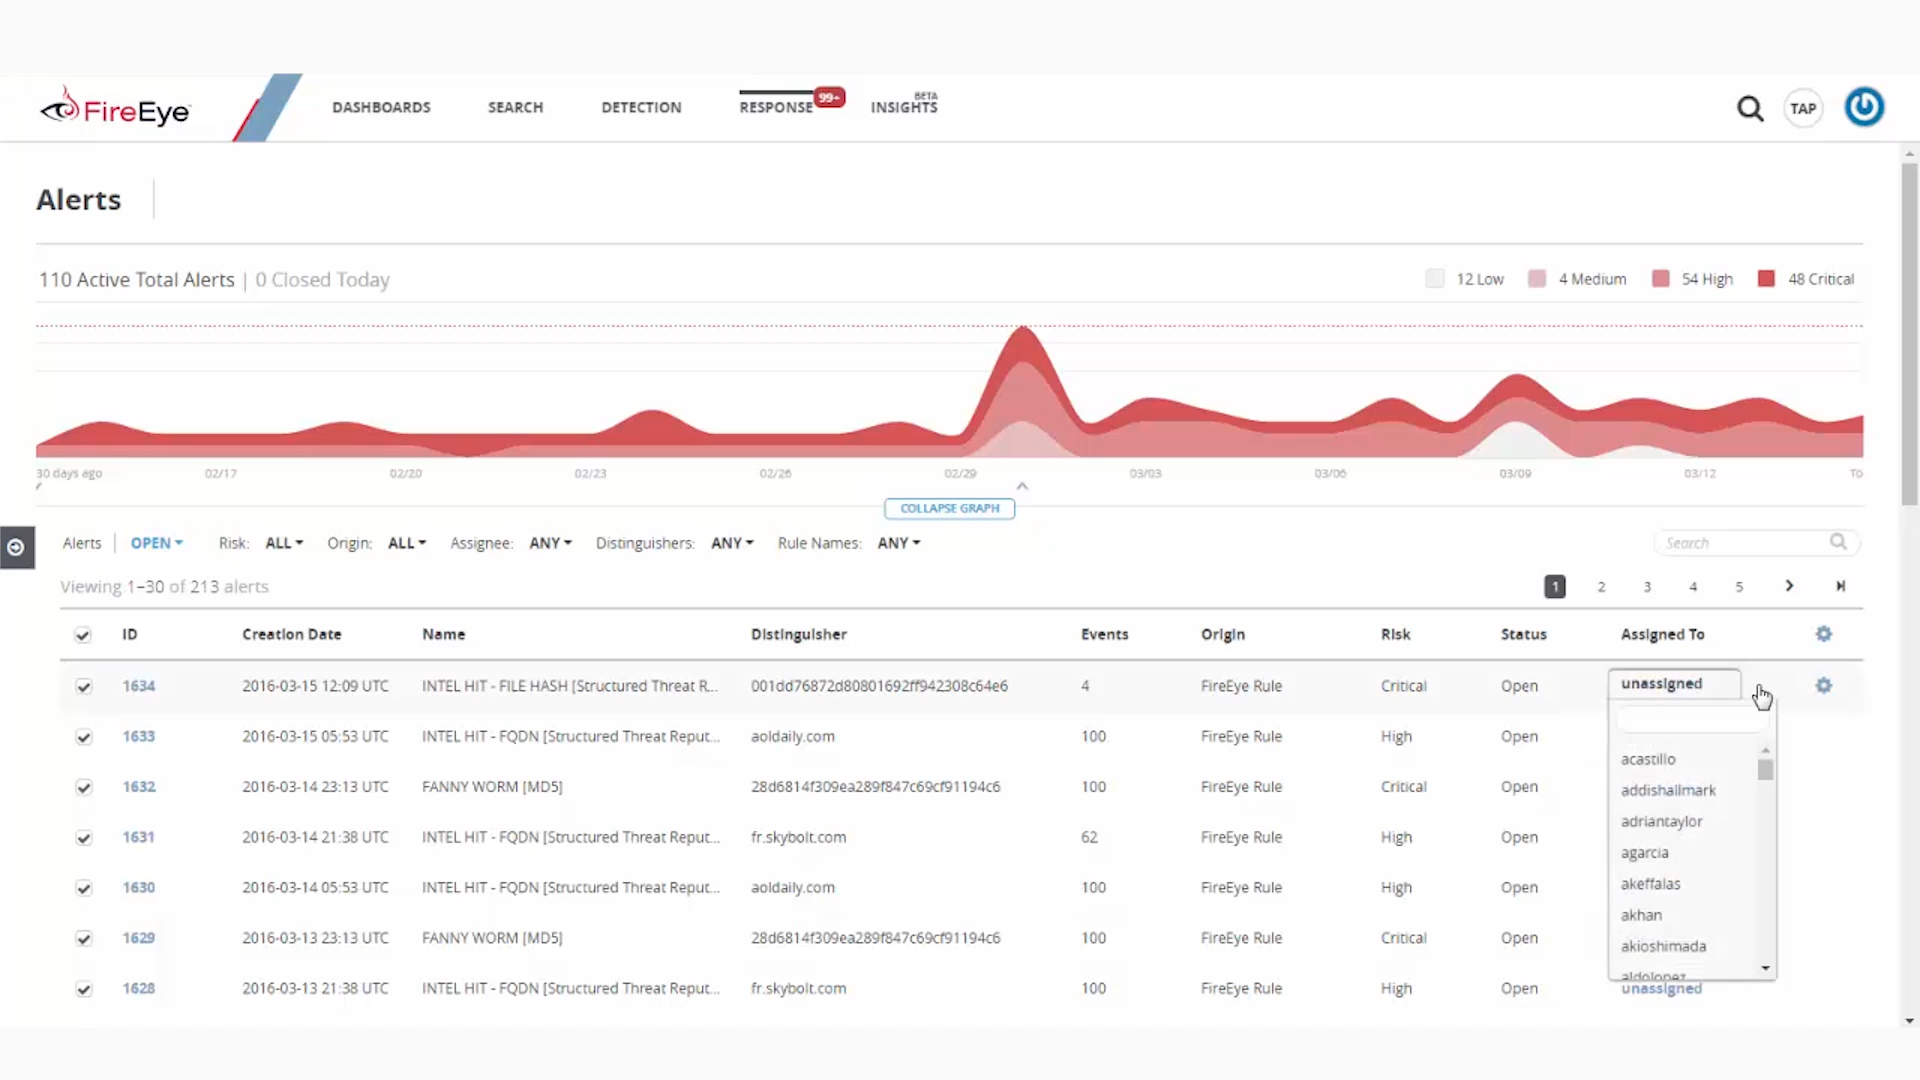 FireEye
DASHBOARDS
SEARCH
DETECTION
RESPONSE
99+
INSIGHTS
BETA
TAP
Alerts
110 Active Total Alerts | 0 Closed Today
12 Low
4 Medium
54 High
48 Critical
30 days ago 02/17 02/20 02/23 02/26 02/29 03/03 03/06 03/09 03/12 To
COLLAPSE GRAPH
Alerts | OPEN Risk: ALL Origin: ALL Assignee: ANY Distinguishers: ANY Rule Names: ANY
Search
Viewing 1–30 of 213 alerts
1 2 3 4 5
ID Creation Date Name Distinguisher Events Origin Risk Status Assigned To
1634 2016-03-15 12:09 UTC INTEL HIT - FILE HASH [Structured Threat R... 001dd76872d80801692ff942308c64e6 4 FireEye Rule Critical Open unassigned
1633 2016-03-15 05:53 UTC INTEL HIT - FQDN [Structured Threat Reput... aoldaily.com 100 FireEye Rule High Open
1632 2016-03-14 23:13 UTC FANNY WORM [MD5] 28d6814f309ea289f847c69cf91194c6 100 FireEye Rule Critical Open
1631 2016-03-14 21:38 UTC INTEL HIT - FQDN [Structured Threat Reput... fr.skybolt.com 62 FireEye Rule High Open
1630 2016-03-14 05:53 UTC INTEL HIT - FQDN [Structured Threat Reput... aoldaily.com 100 FireEye Rule High Open
1629 2016-03-13 23:13 UTC FANNY WORM [MD5] 28d6814f309ea289f847c69cf91194c6 100 FireEye Rule Critical Open
1628 2016-03-13 21:38 UTC INTEL HIT - FQDN [Structured Threat Reput... fr.skybolt.com 100 FireEye Rule High Open unassigned
acastillo
addishallmark
adriantaylor
agarcia
akeffalas
akhan
akioshimada
aldolopez